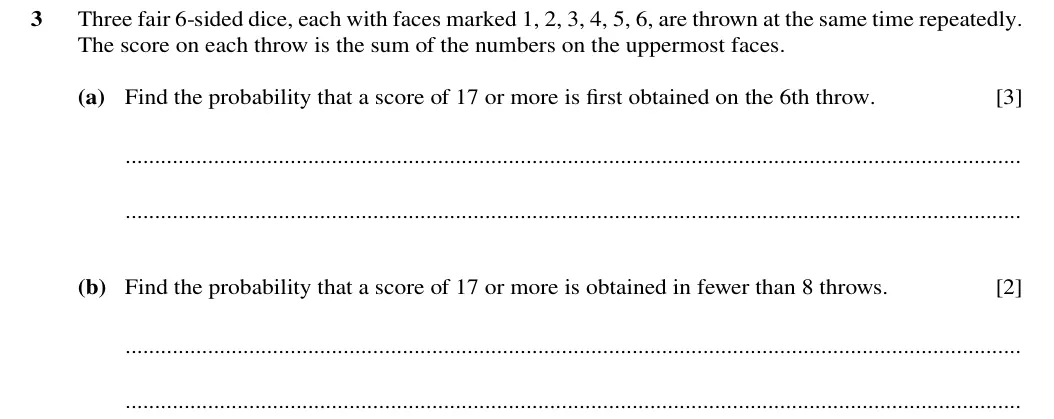 3 Three fair 6-sided dice, each with faces marked 1, 2, 3, 4, 5, 6, are thrown at the same time repeatedly.
The score on each throw is the sum of the numbers on the uppermost faces.
(a) Find the probability that a score of 17 or more is first obtained on the 6th throw. [3]
(b) Find the probability that a score of 17 or more is obtained in fewer than 8 throws. [2]